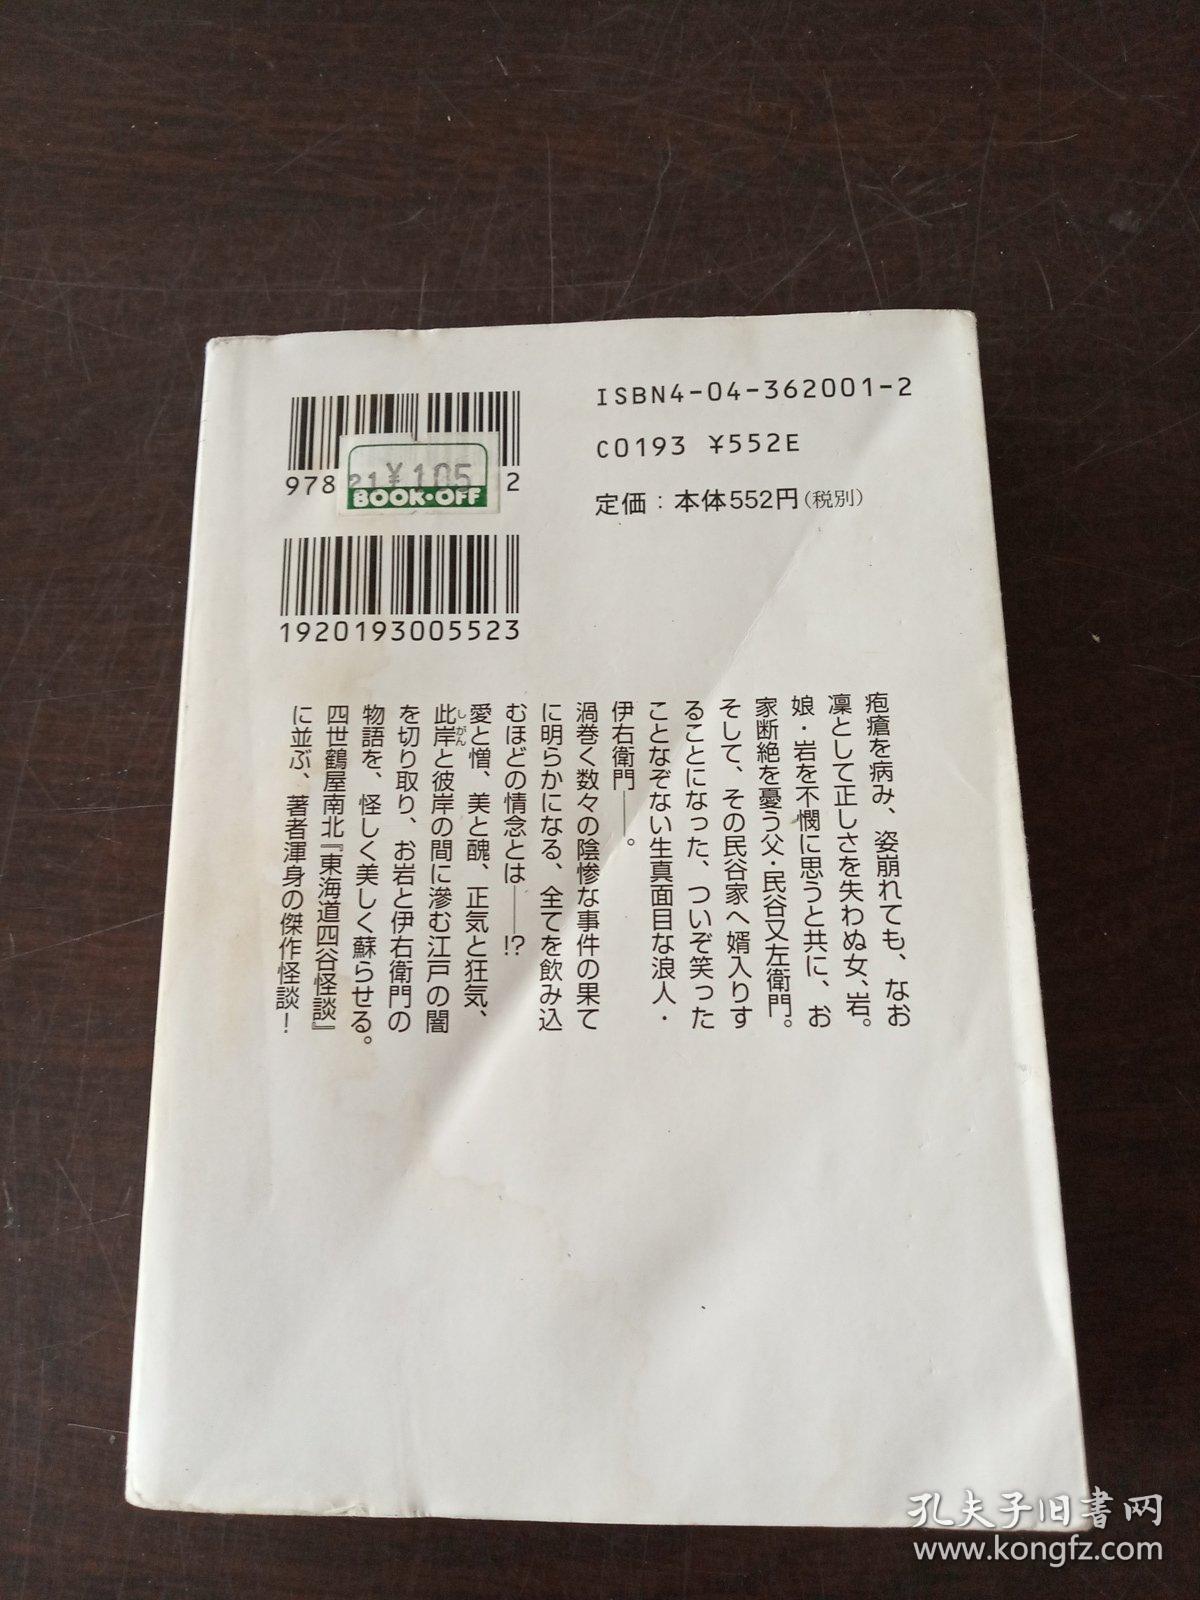 ISBN4-04-362001-2
C0193 ¥552E
定価：本体552円（税別）
978
2
21¥105
BOOK・OFF
1920193005523
疱瘡を病み、姿崩れても、なお
凜として正しさを失わぬ女、岩。
娘・岩を不憫に思うと共に、お
家断絶を憂う父・民谷又左衛門。
そして、その民谷家へ婿入りす
ることになった、ついぞ笑った
ことなぞない生真面目な浪人・
伊右衛門――。
渦巻く数々の陰惨な事件の果て
に明らかになる、全てを飲み込
むほどの情念とは――!?
愛と憎、美と醜、正気と狂気、
此岸と彼岸の間に滲む江戸の闇
しがん
を切り取り、お岩と伊右衛門の
物語を、怪しく美しく蘇らせる。
四世鶴屋南北『東海道四谷怪談』
に並ぶ、著者渾身の傑作怪談！
孔夫子旧书网
www.kongfz.com